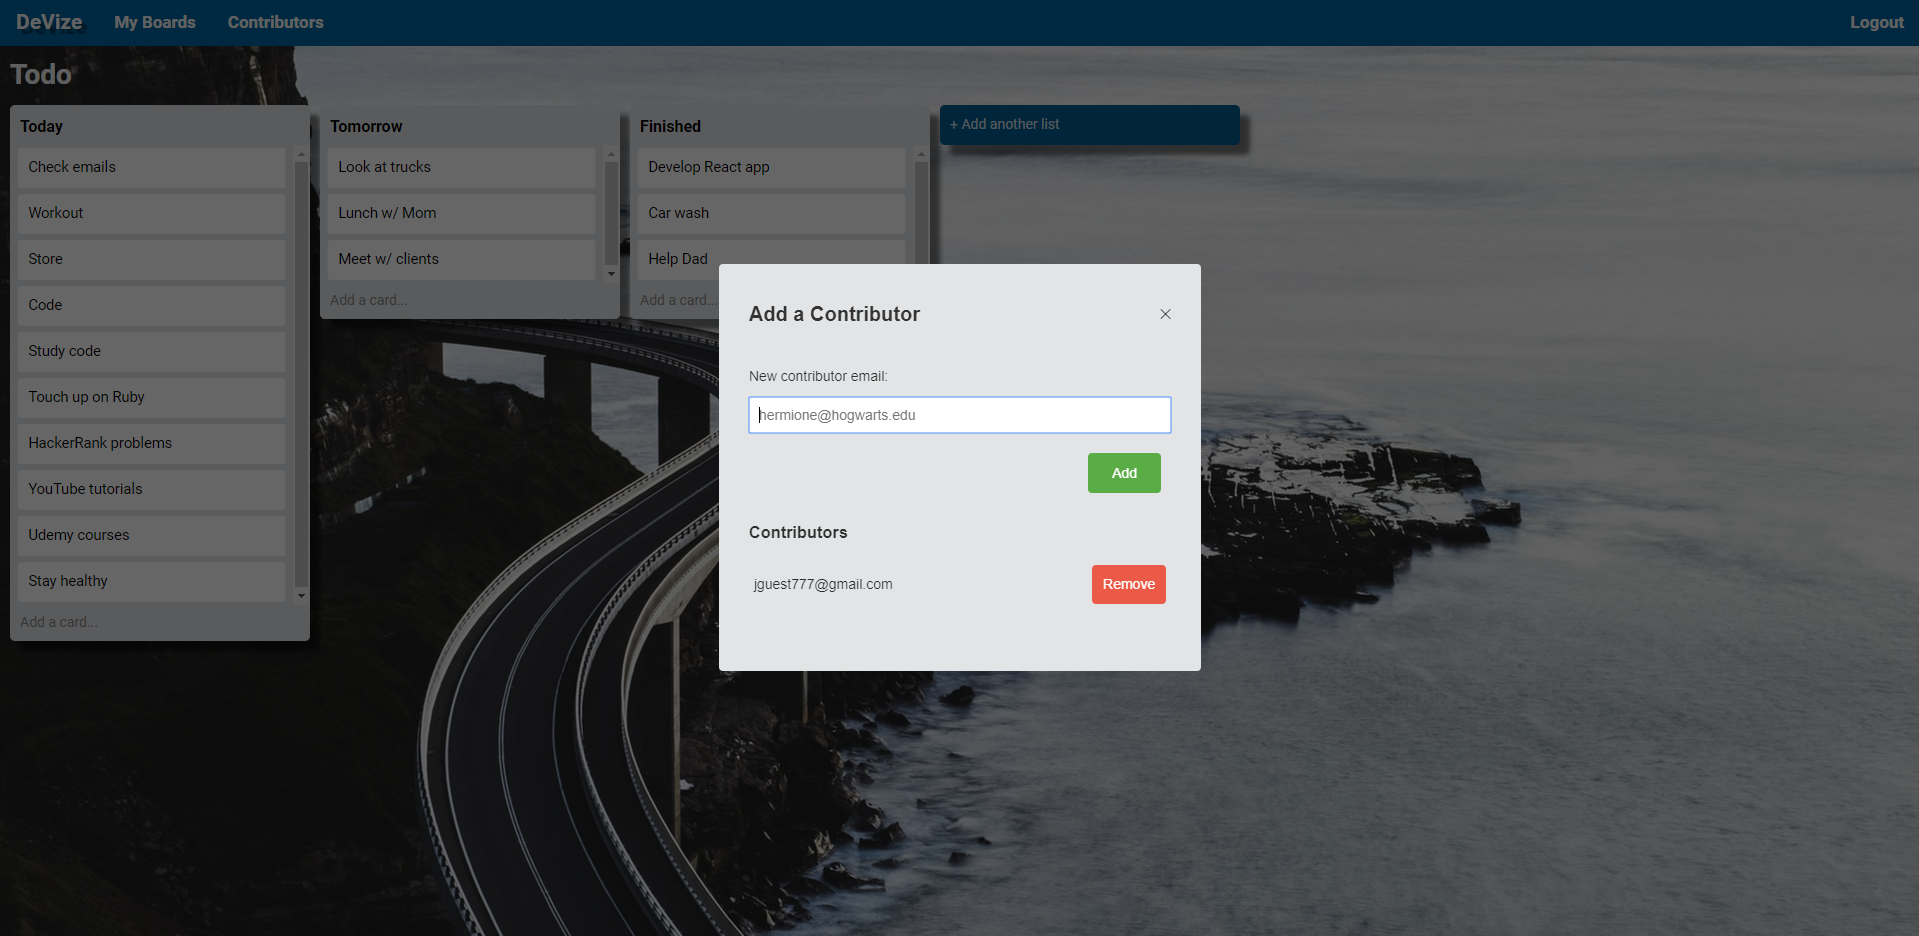 DeVize
My Boards
Contributors
Logout
Todo
Today
Check emails
Workout
Store
Code
Study code
Touch up on Ruby
HackerRank problems
YouTube tutorials
Udemy courses
Stay healthy
Add a card...
Tomorrow
Look at trucks
Lunch w/ Mom
Meet w/ clients
Add a card...
Finished
Develop React app
Car wash
Help Dad
Add a card...
+ Add another list
Add a Contributor
×
New contributor email:
hermione@hogwarts.edu
Add
Contributors
jguest777@gmail.com
Remove